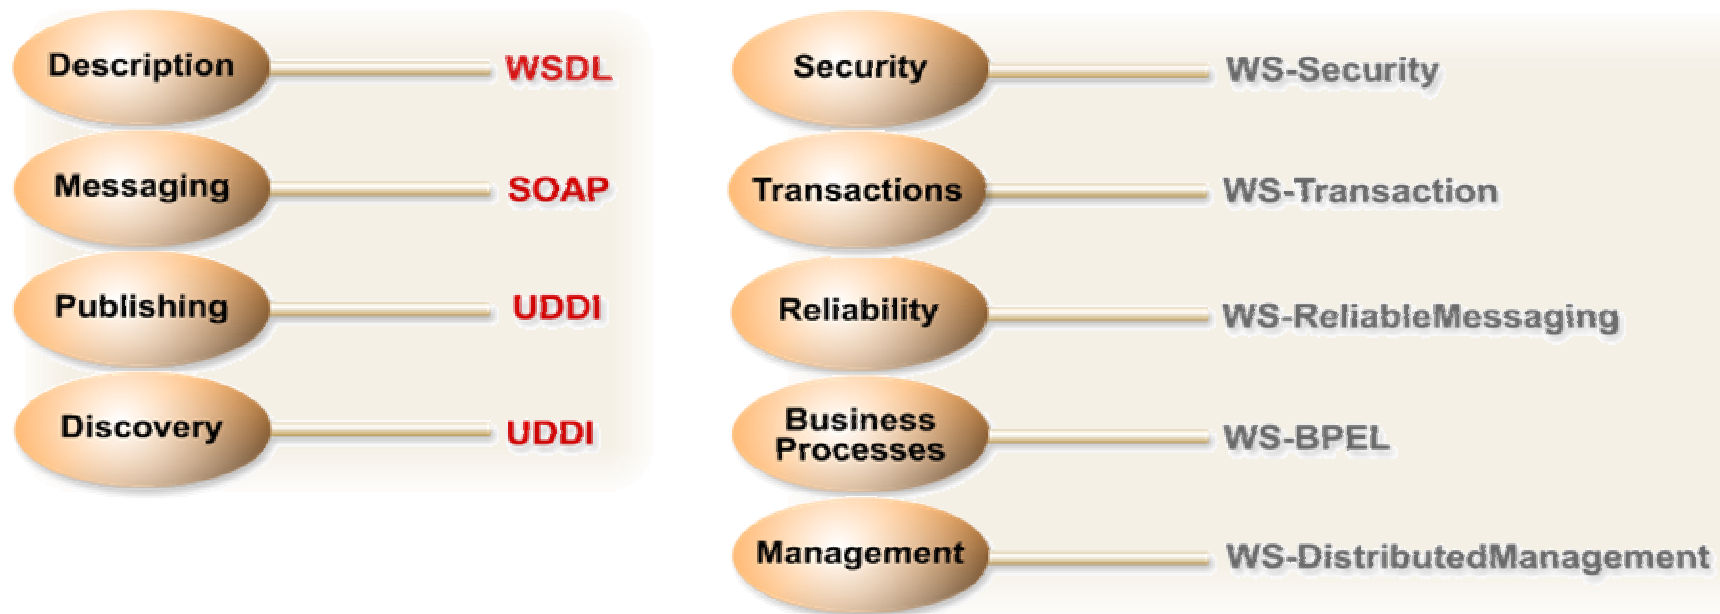 Description WSDL
Messaging SOAP
Publishing UDDI
Discovery UDDI
Security WS-Security
Transactions WS-Transaction
Reliability WS-ReliableMessaging
Business
Processes WS-BPEL
Management WS-DistributedManagement